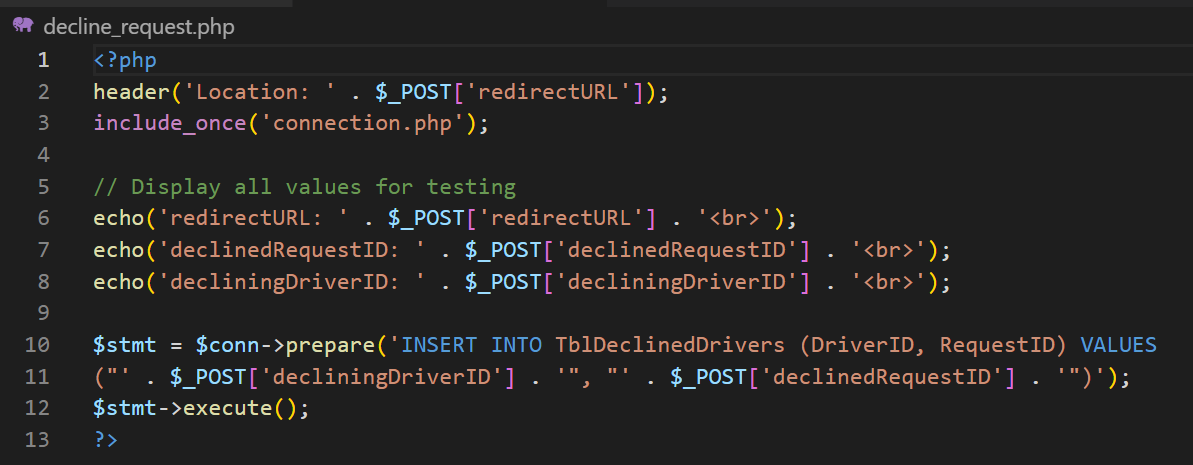 decline_request.php
1 <?php
2 header('Location: ' . $_POST['redirectURL']);
3 include_once('connection.php');
4
5 // Display all values for testing
6 echo('redirectURL: ' . $_POST['redirectURL'] . '<br>');
7 echo('declinedRequestID: ' . $_POST['declinedRequestID'] . '<br>');
8 echo('decliningDriverID: ' . $_POST['decliningDriverID'] . '<br>');
9
10 $stmt = $conn->prepare('INSERT INTO TblDeclinedDrivers (DriverID, RequestID) VALUES
11 ("' . $_POST['decliningDriverID'] . '", "' . $_POST['declinedRequestID'] . '")');
12 $stmt->execute();
13 ?>